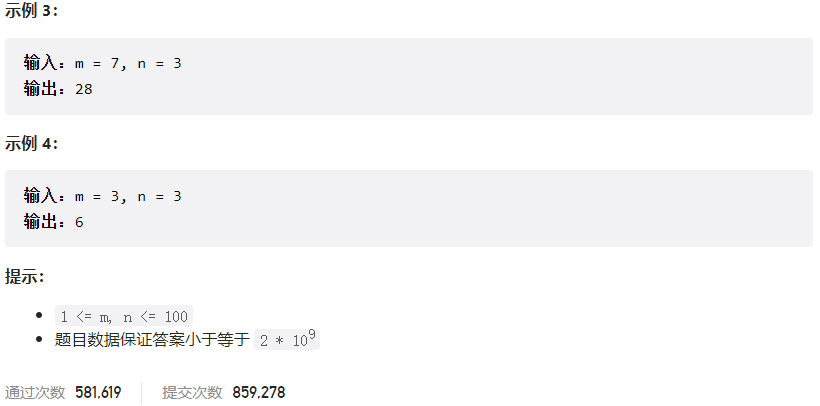 示例 3：
输入：m = 7, n = 3
输出：28
示例 4：
输入：m = 3, n = 3
输出：6
提示：
1 <= m, n <= 100
题目数据保证答案小于等于 2 * 10⁹
通过次数 581,619 提交次数 859,278